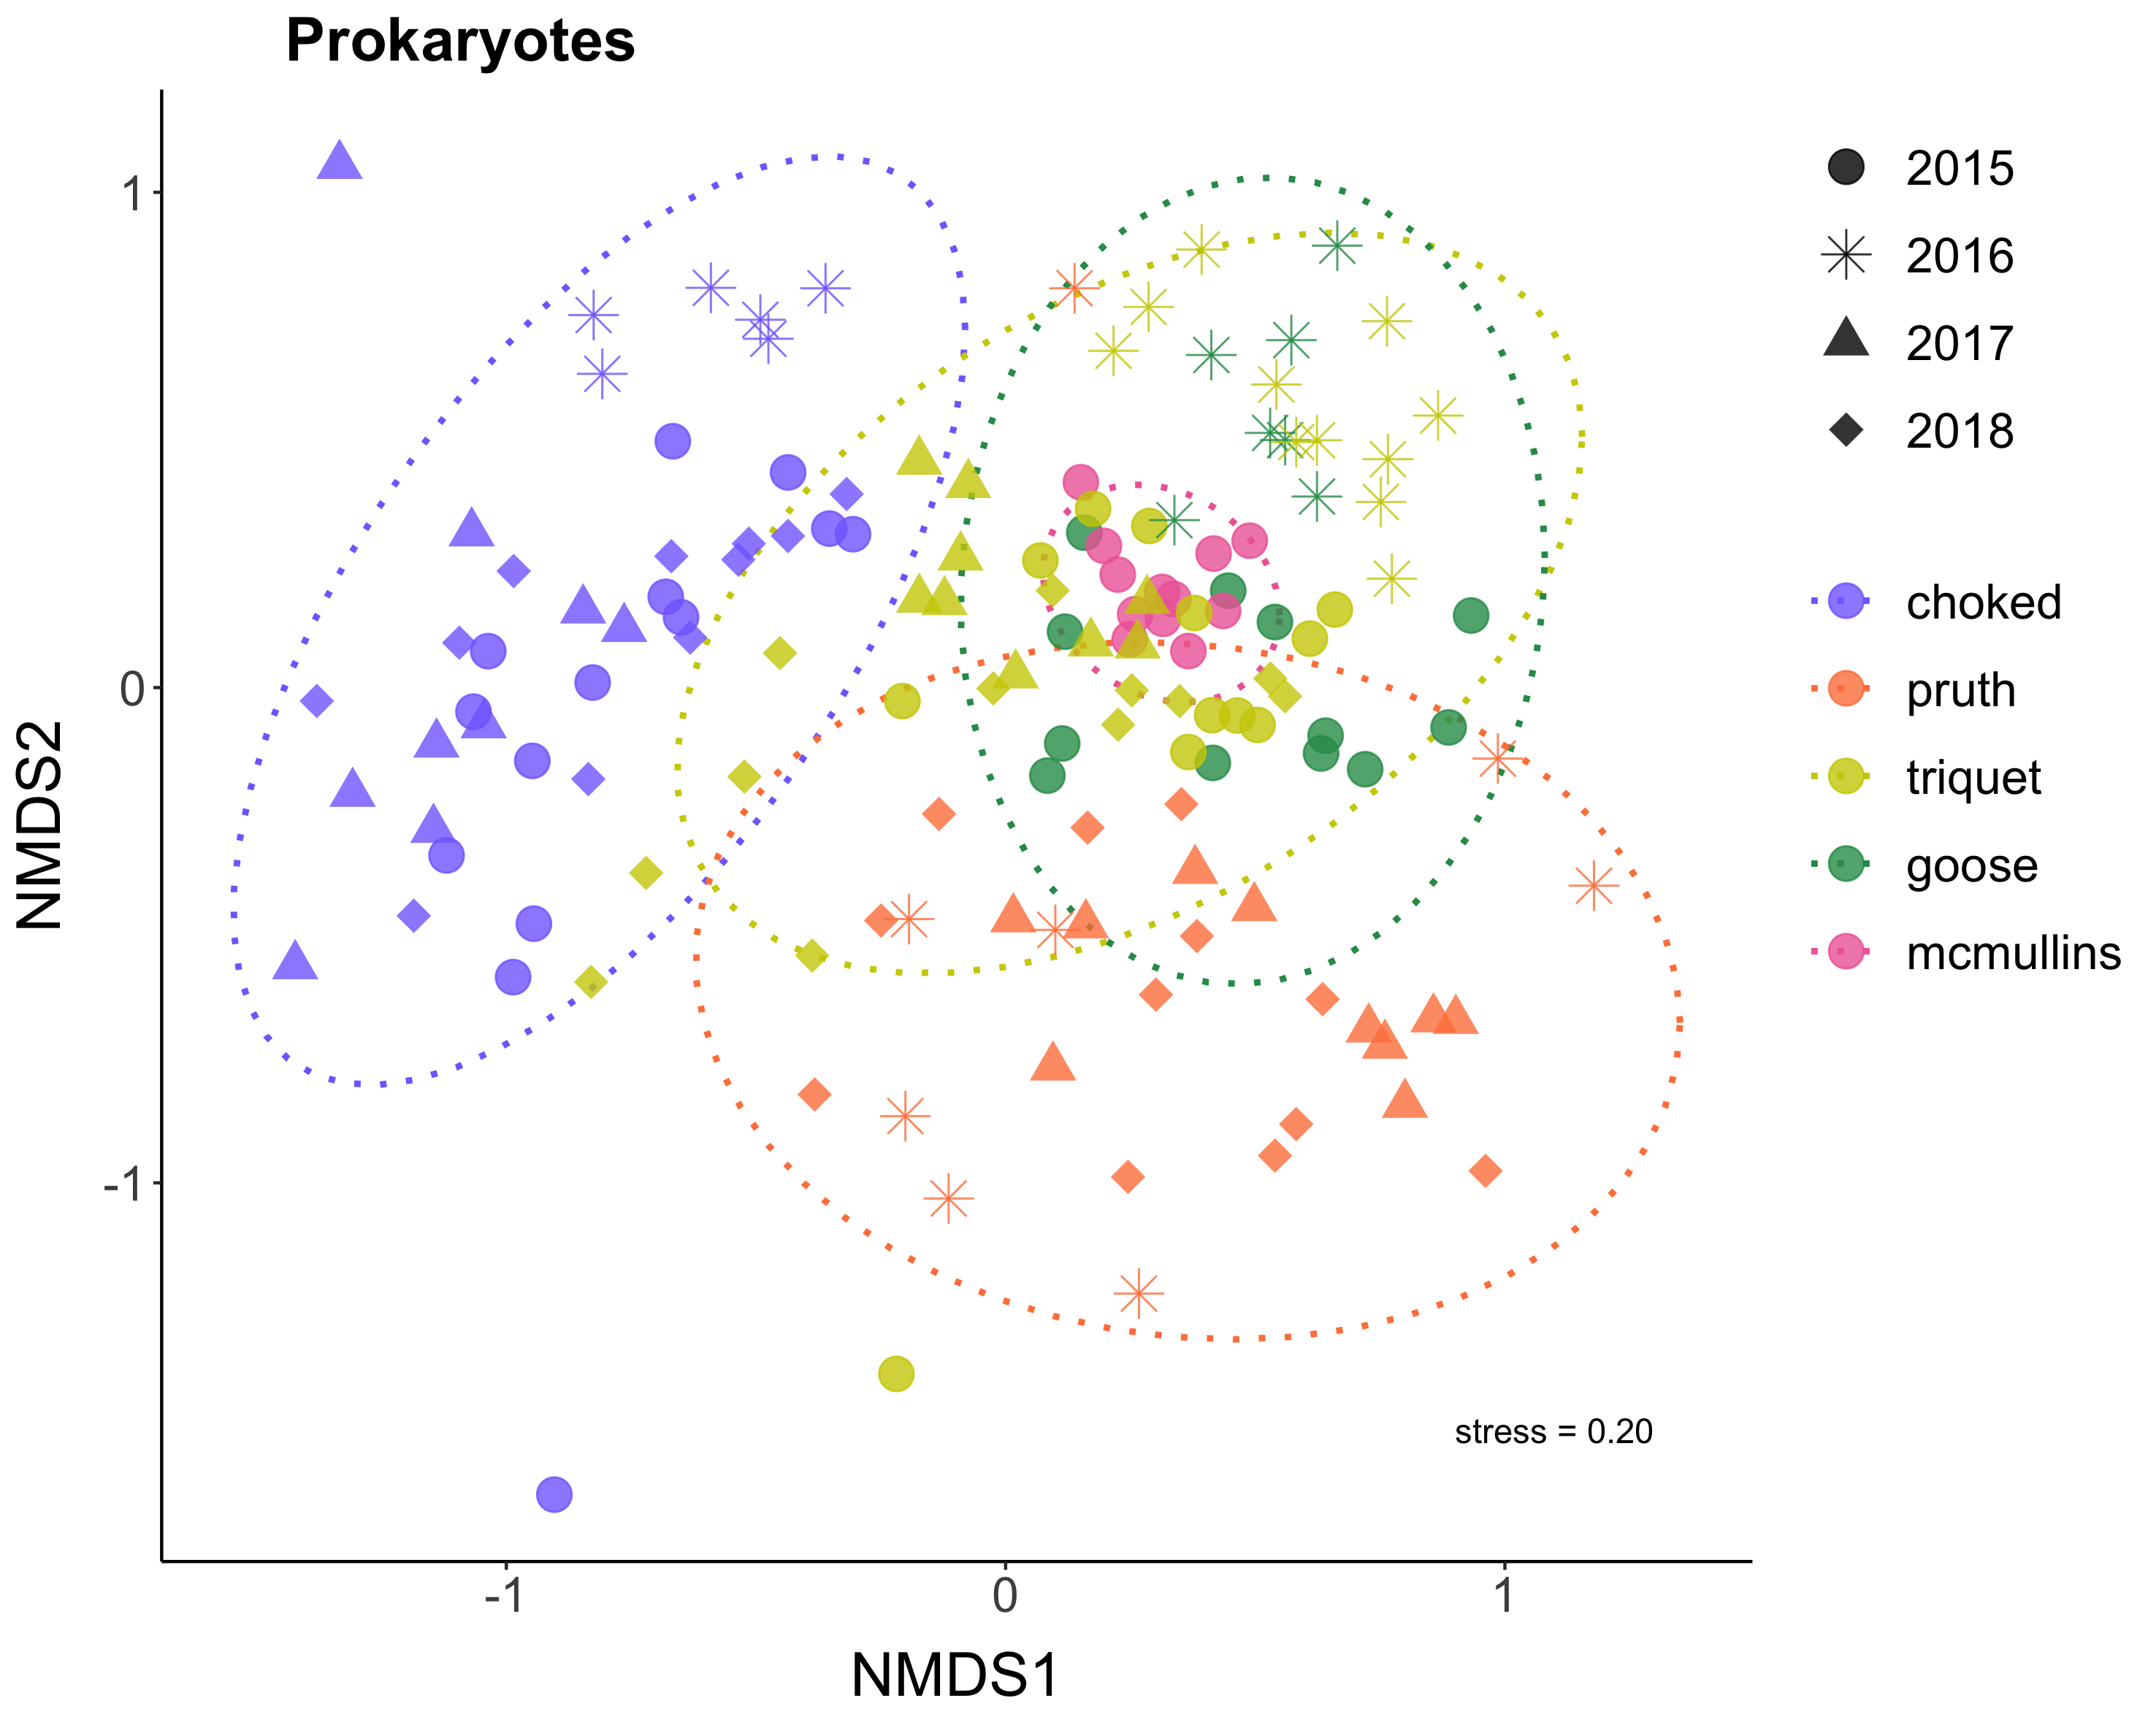 Prokaryotes
1
0
-1
NMDS2
-1
0
1
NMDS1
stress = 0.20
2015
2016
2017
2018
choked
pruth
triquet
goose
mcmullins